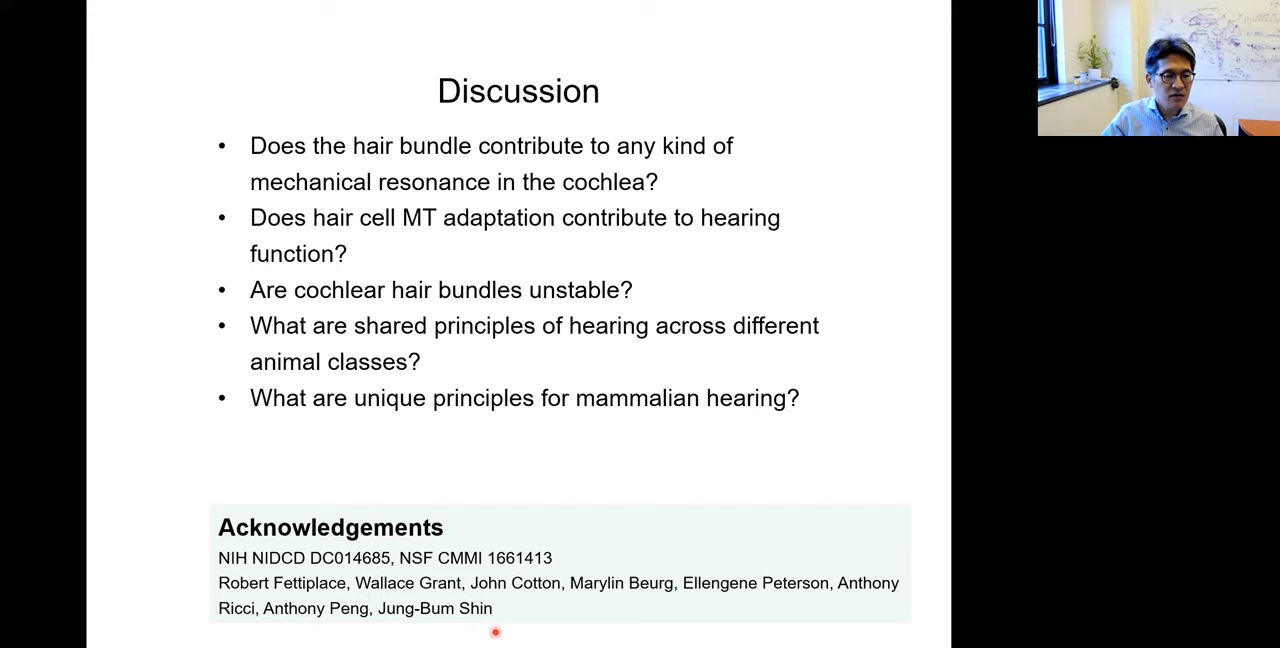 Discussion
• Does the hair bundle contribute to any kind of
mechanical resonance in the cochlea?
• Does hair cell MT adaptation contribute to hearing
function?
• Are cochlear hair bundles unstable?
• What are shared principles of hearing across different
animal classes?
• What are unique principles for mammalian hearing?
Acknowledgements
NIH NIDCD DC014685, NSF CMMI 1661413
Robert Fettiplace, Wallace Grant, John Cotton, Marylin Beurg, Ellengene Peterson, Anthony
Ricci, Anthony Peng, Jung-Bum Shin